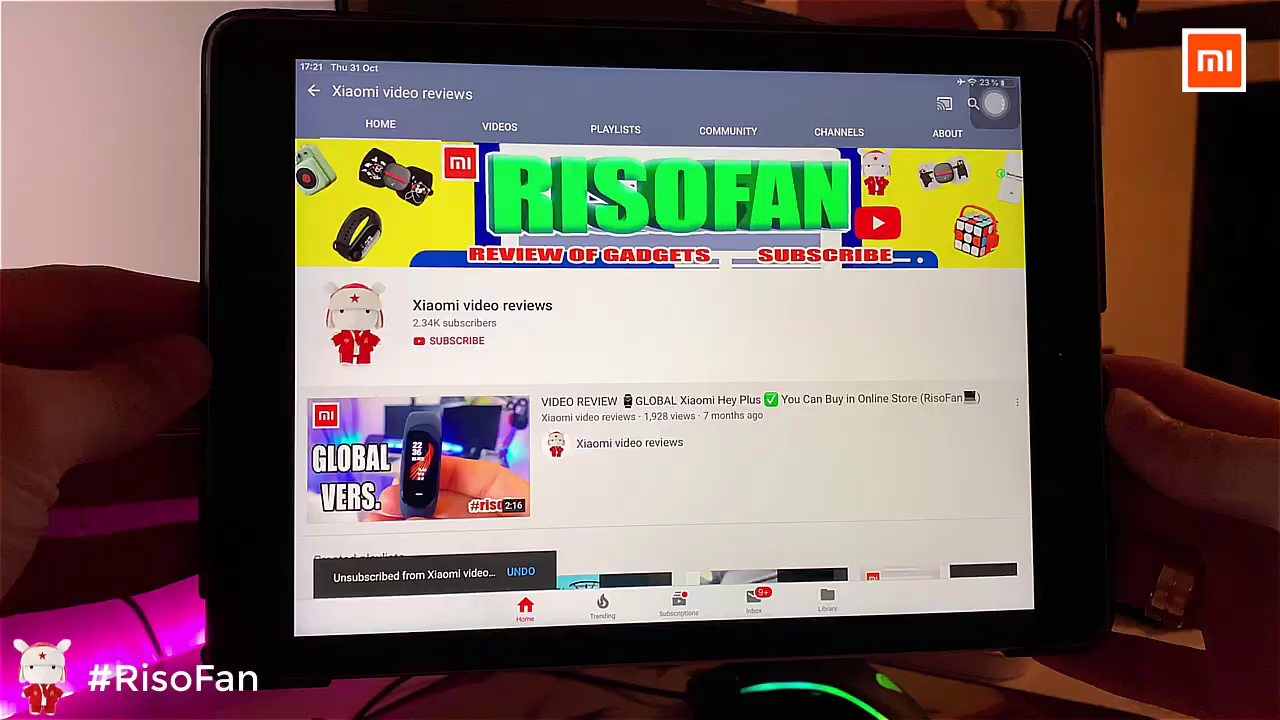 mi
17:21 Thu 31 Oct
23 %
Xiaomi video reviews
HOME
VIDEOS
PLAYLISTS
COMMUNITY
CHANNELS
ABOUT
mi
RISOFAN
REVIEW OF GADGETS SUBSCRIBE
Xiaomi video reviews
2.34K subscribers
SUBSCRIBE
mi
GLOBAL
VERS.
2:16
VIDEO REVIEW ⌚GLOBAL Xiaomi Hey Plus ✅ You Can Buy in Online Store (RisoFan💻)
Xiaomi video reviews · 1,928 views · 7 months ago
Xiaomi video reviews
Unsubscribed from Xiaomi video... UNDO
Home
Trending
Subscriptions
9+
Inbox
Library
#RisoFan